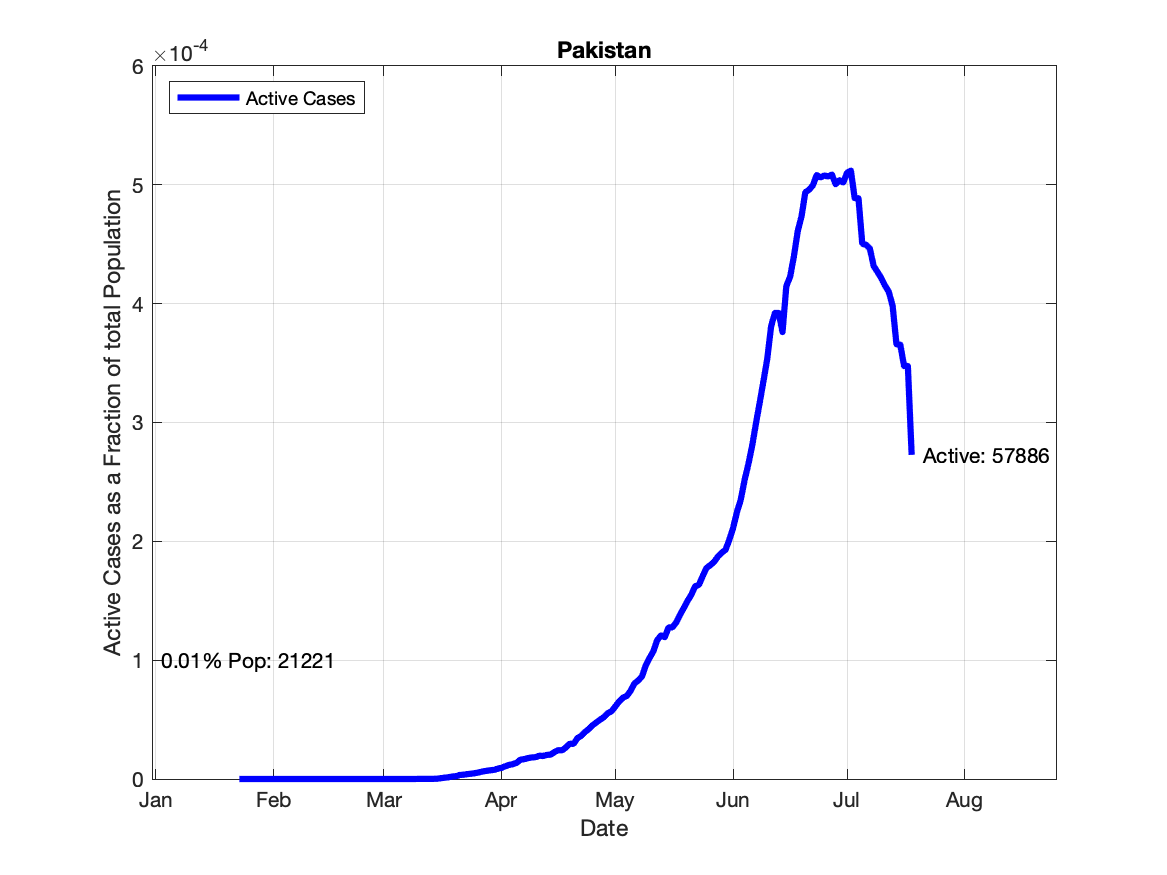 Pakistan
×10-4
Active Cases
6
5
4
3
2
1
0
Active Cases as a Fraction of total Population
0.01% Pop: 21221
Active: 57886
Jan Feb Mar Apr May Jun Jul Aug
Date